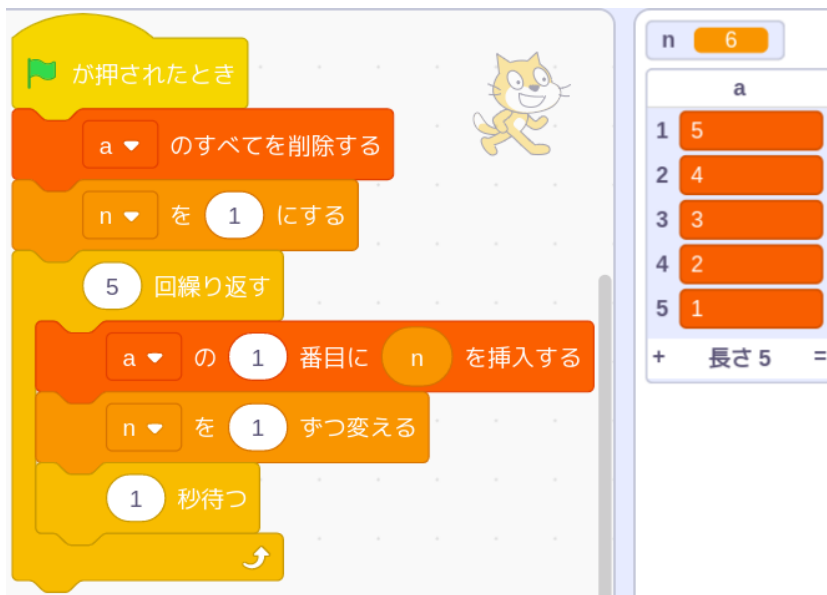 が押されたとき
a のすべてを削除する
n を 1 にする
5 回繰り返す
a の 1 番目に n を挿入する
n を 1 ずつ変える
1 秒待つ
n 6
a
1 5
2 4
3 3
4 2
5 1
+ 長さ 5 =